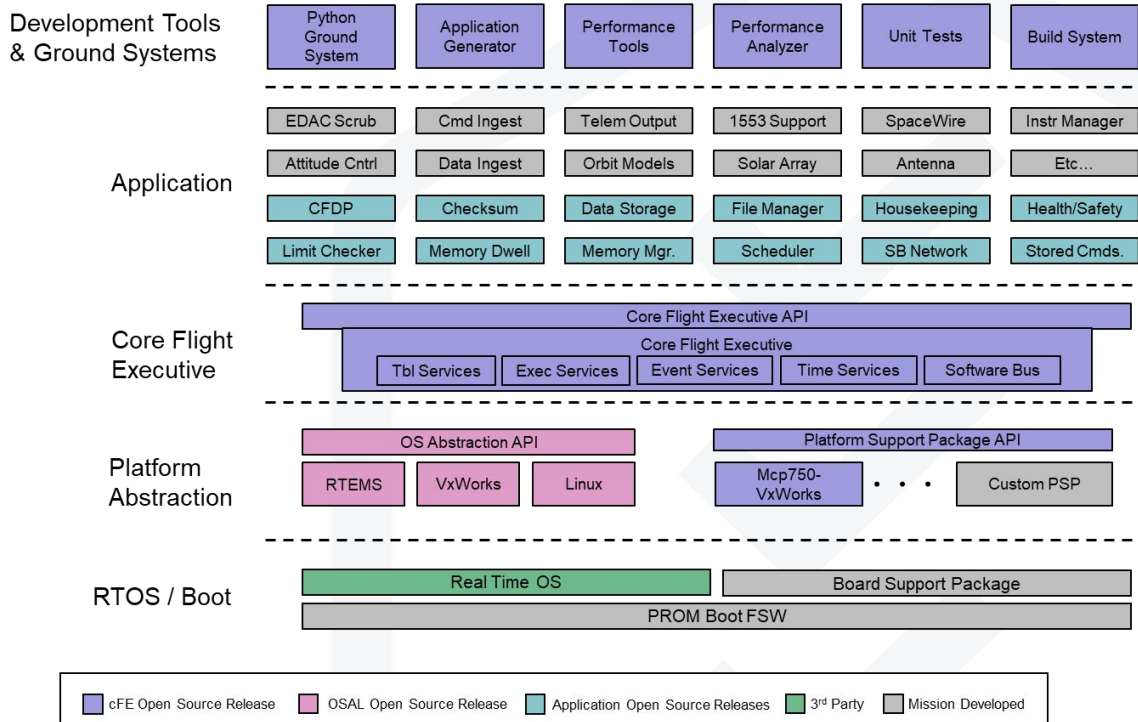 Development Tools
& Ground Systems
Python
Ground
System
Application
Generator
Performance
Tools
Performance
Analyzer
Unit Tests
Build System
Application
EDAC Scrub
Cmd Ingest
Telem Output
1553 Support
SpaceWire
Instr Manager
Attitude Cntrl
Data Ingest
Orbit Models
Solar Array
Antenna
Etc…
CFDP
Checksum
Data Storage
File Manager
Housekeeping
Health/Safety
Limit Checker
Memory Dwell
Memory Mgr.
Scheduler
SB Network
Stored Cmds.
Core Flight
Executive
Core Flight Executive API
Core Flight Executive
Tbl Services
Exec Services
Event Services
Time Services
Software Bus
Platform
Abstraction
OS Abstraction API
RTEMS
VxWorks
Linux
Platform Support Package API
Mcp750-
VxWorks
• • •
Custom PSP
RTOS / Boot
Real Time OS
Board Support Package
PROM Boot FSW
cFE Open Source Release
OSAL Open Source Release
Application Open Source Releases
3rd Party
Mission Developed